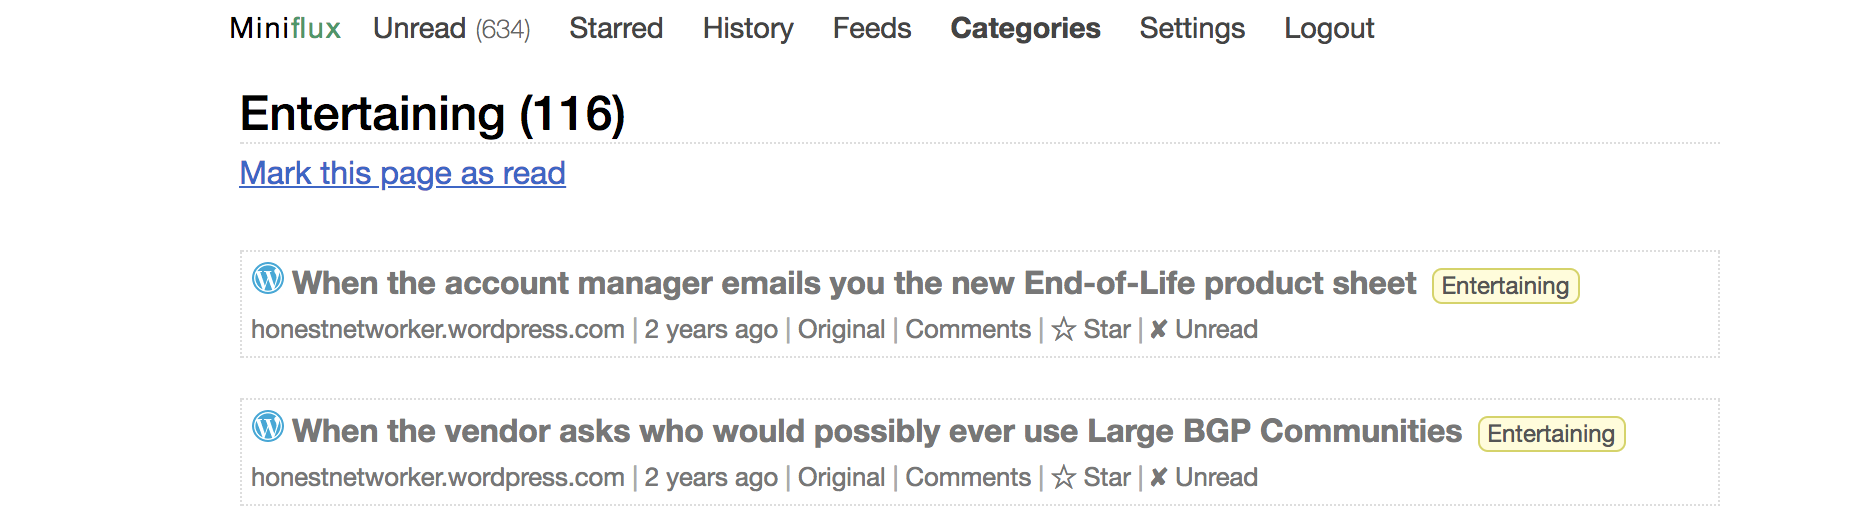 Miniflux Unread (634) Starred History Feeds Categories Settings Logout
Entertaining (116)
Mark this page as read
When the account manager emails you the new End-of-Life product sheet Entertaining
honestnetworker.wordpress.com | 2 years ago | Original | Comments | ☆ Star | ✘ Unread
When the vendor asks who would possibly ever use Large BGP Communities Entertaining
honestnetworker.wordpress.com | 2 years ago | Original | Comments | ☆ Star | ✘ Unread